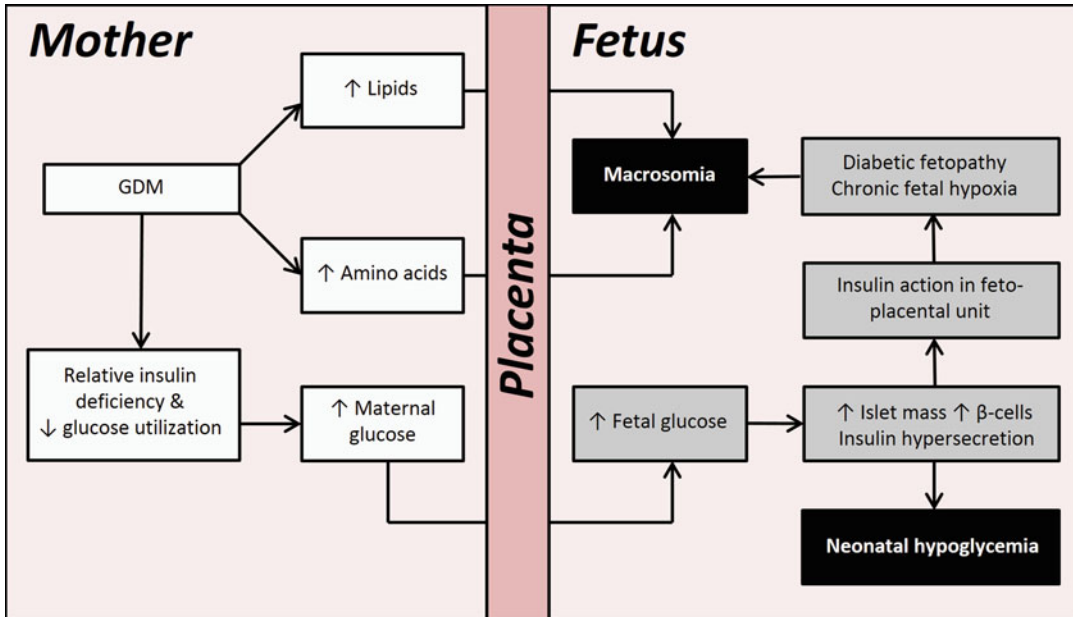 Mother
Fetus
Placenta
↑ Lipids
GDM
↑ Amino acids
Relative insulin
deficiency &
↓ glucose utilization
↑ Maternal
glucose
Macrosomia
Diabetic fetopathy
Chronic fetal hypoxia
Insulin action in feto-
placental unit
↑ Fetal glucose
↑ Islet mass ↑ β-cells
Insulin hypersecretion
Neonatal hypoglycemia